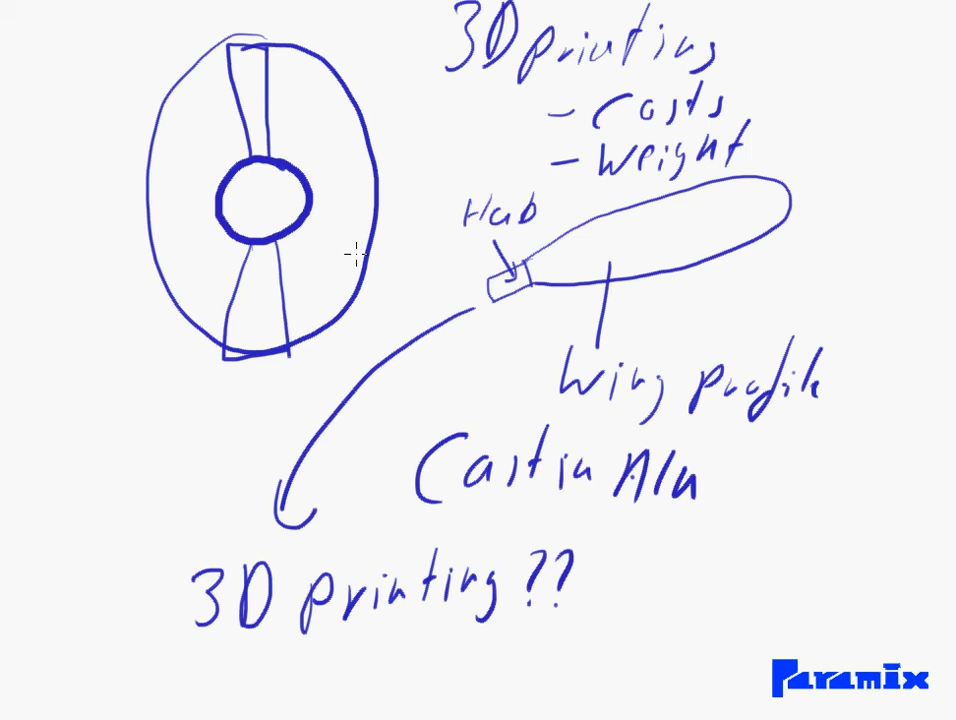 3D printing
- Costs
- Weight
Hub
Wing profile
Cast in Alu
3D printing ??
Paramix